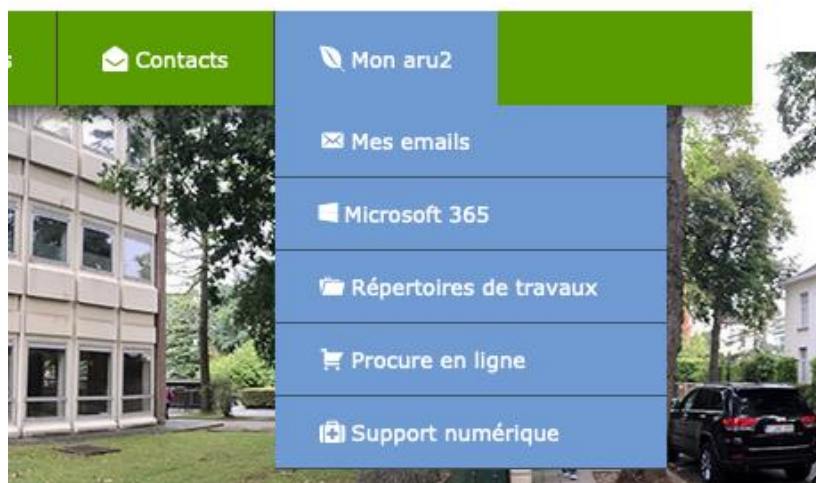 Contacts
Mon aru2
Mes emails
Microsoft 365
Répertoires de travaux
Procure en ligne
Support numérique